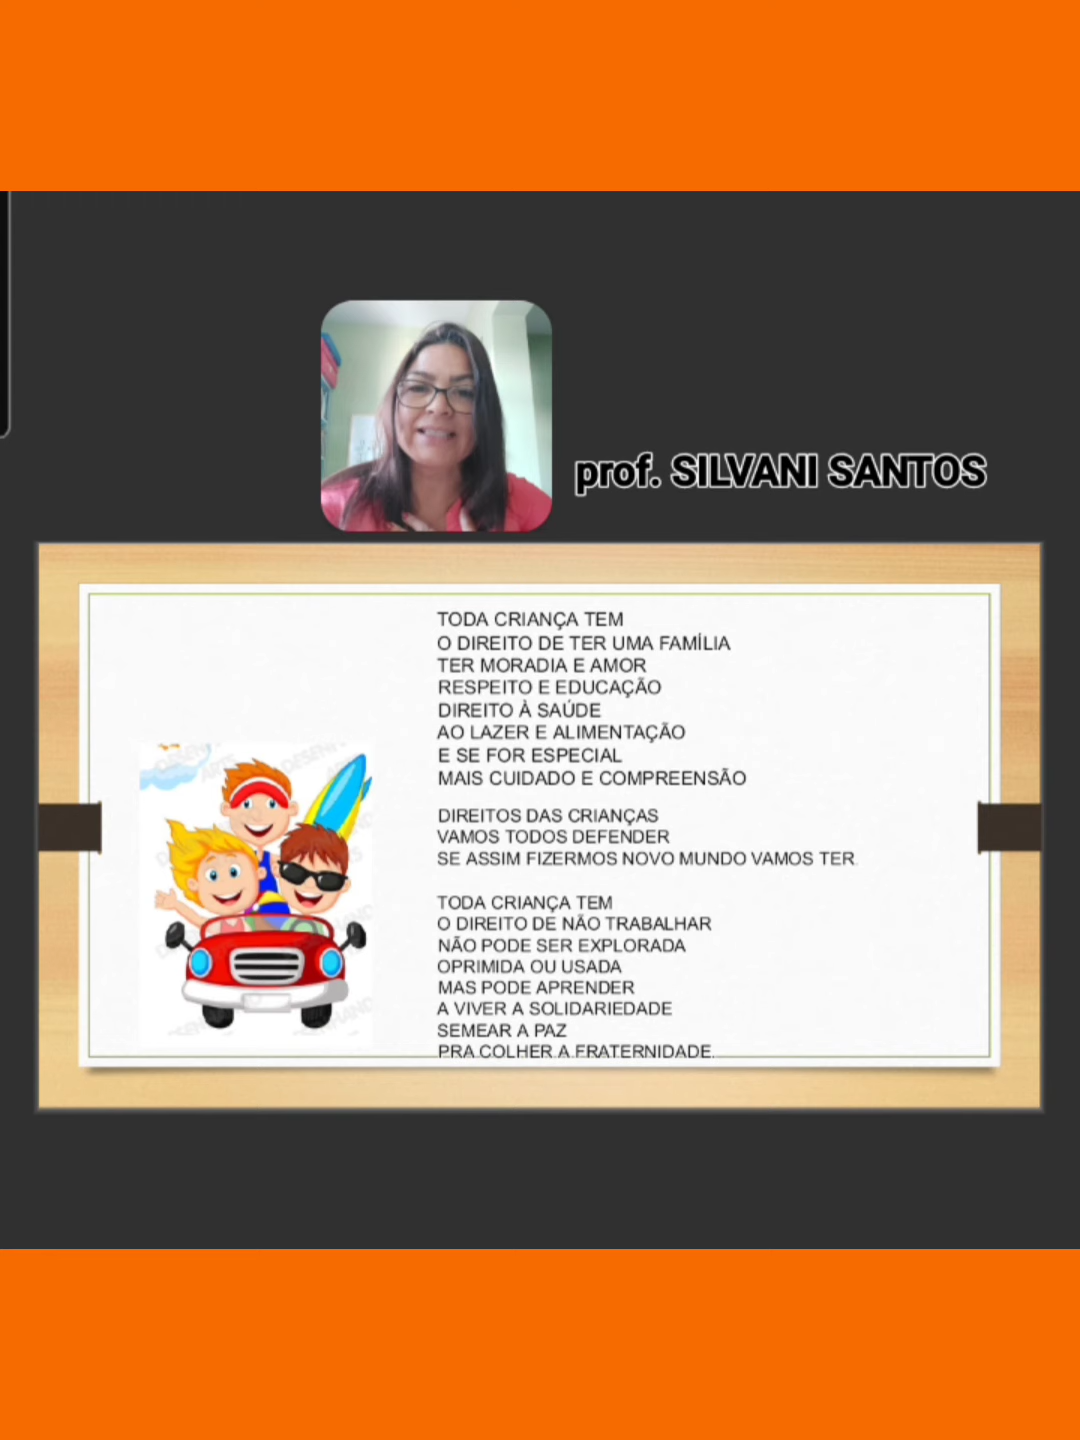 prof. SILVANI SANTOS
TODA CRIANÇA TEM
O DIREITO DE TER UMA FAMÍLIA
TER MORADIA E AMOR
RESPEITO E EDUCAÇÃO
DIREITO À SAÚDE
AO LAZER E ALIMENTAÇÃO
E SE FOR ESPECIAL
MAIS CUIDADO E COMPREENSÃO
DIREITOS DAS CRIANÇAS
VAMOS TODOS DEFENDER
SE ASSIM FIZERMOS NOVO MUNDO VAMOS TER.
TODA CRIANÇA TEM
O DIREITO DE NÃO TRABALHAR
NÃO PODE SER EXPLORADA
OPRIMIDA OU USADA
MAS PODE APRENDER
A VIVER A SOLIDARIEDADE
SEMEAR A PAZ
PRA COLHER A FRATERNIDADE.